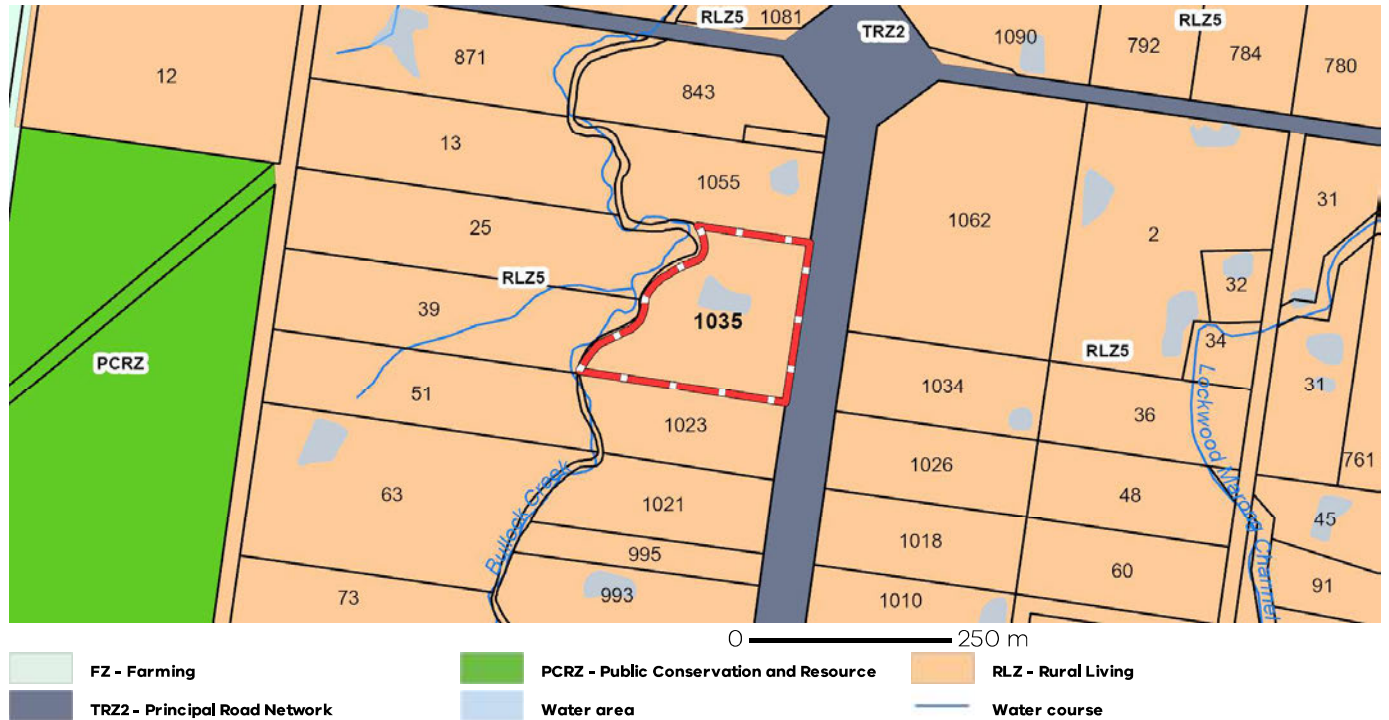 RLZ5
1081
TRZ2
RLZ5
1090
792
784
780
12
871
843
13
1055
31
25
1062
2
RLZ5
32
39
1035
34
RLZ5
PCRZ
51
1034
36
31
1023
761
63
1026
48
45
1021
Bullock Creek
Lockwood Marong Channel
995
1018
60
91
73
993
1010
0 250 m
FZ - Farming
PCRZ - Public Conservation and Resource
RLZ - Rural Living
TRZ2 - Principal Road Network
Water area
Water course